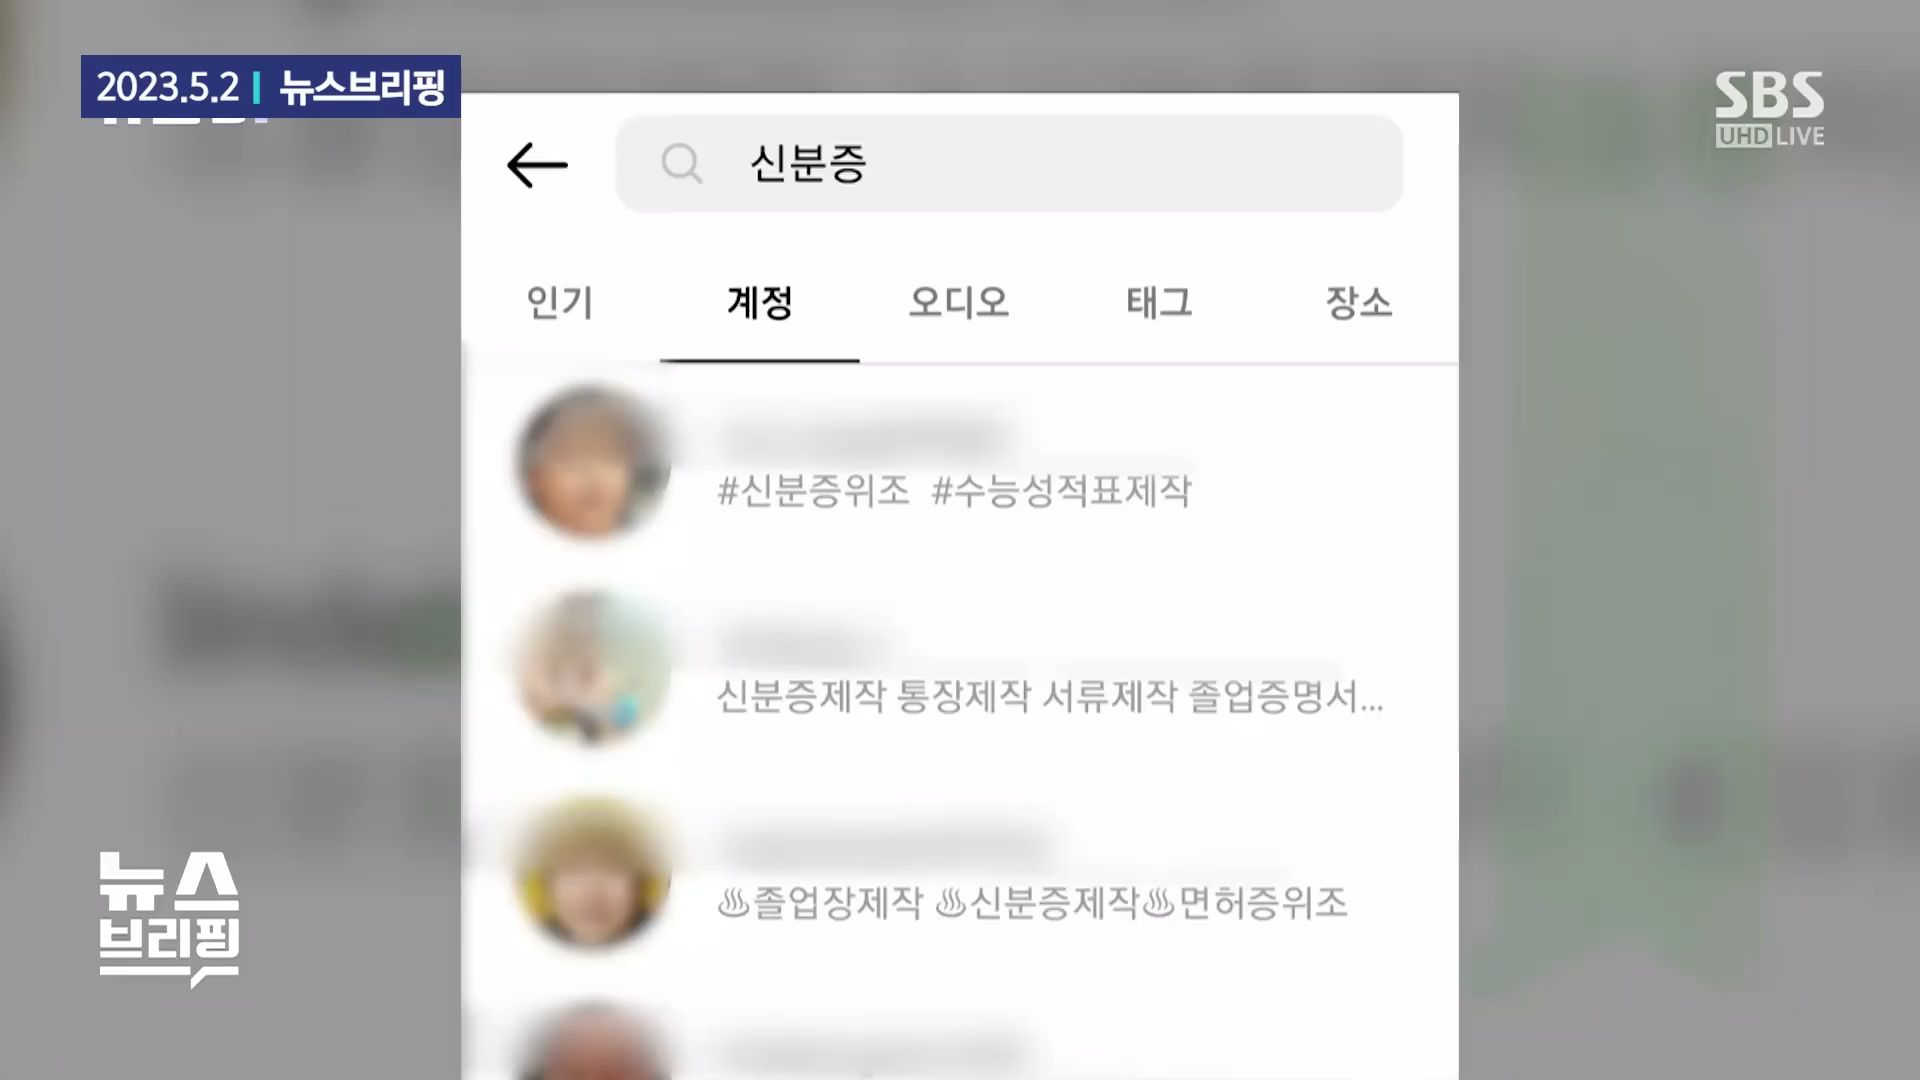 2023.5.2 | 뉴스브리핑
SBS
UHD LIVE
신분증
인기 계정 오디오 태그 장소
#신분증위조 #수능성적표제작
신분증제작 통장제작 서류제작 졸업증명서...
♨졸업장제작 ♨신분증제작♨면허증위조
뉴스
브리핑